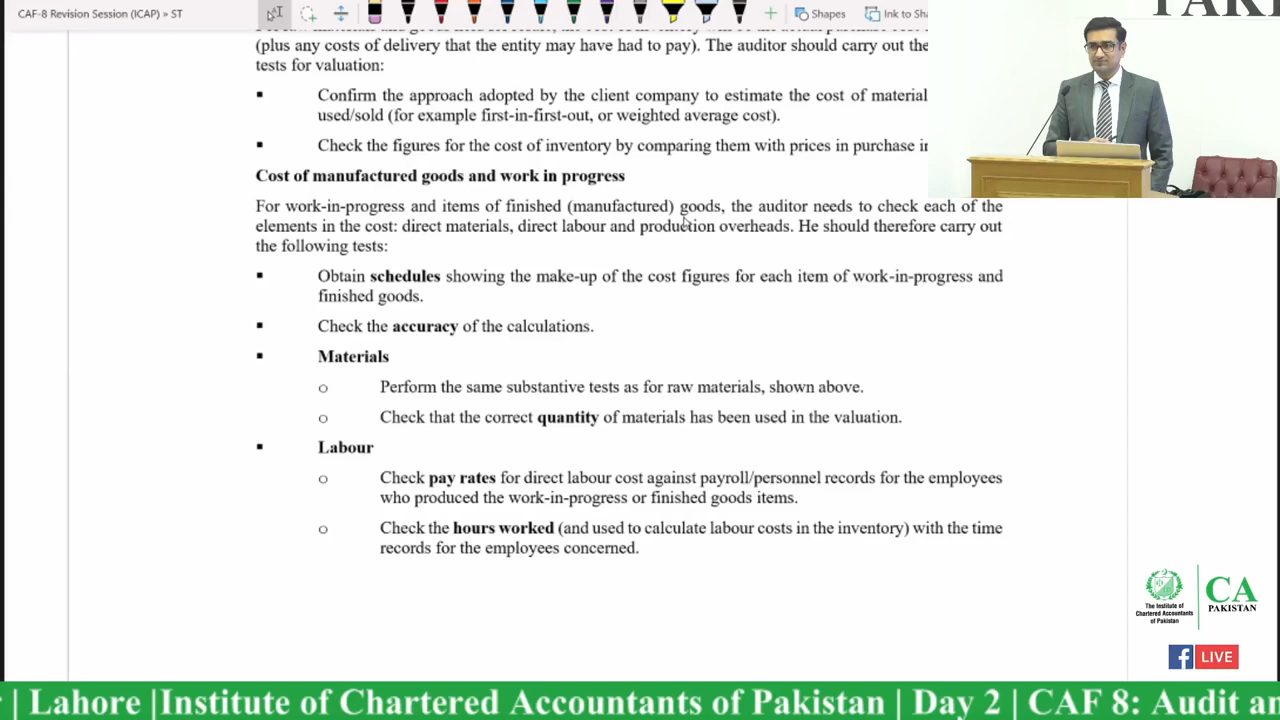 CAF-8 Revision Session (ICAP) » ST
Shapes
Ink to Sh
(plus any costs of delivery that the entity may have had to pay). The auditor should carry out the
tests for valuation:
▪ Confirm the approach adopted by the client company to estimate the cost of material
used/sold (for example first-in-first-out, or weighted average cost).
▪ Check the figures for the cost of inventory by comparing them with prices in purchase in
Cost of manufactured goods and work in progress
For work-in-progress and items of finished (manufactured) goods, the auditor needs to check each of the
elements in the cost: direct materials, direct labour and production overheads. He should therefore carry out
the following tests:
▪ Obtain schedules showing the make-up of the cost figures for each item of work-in-progress and
finished goods.
▪ Check the accuracy of the calculations.
▪ Materials
o Perform the same substantive tests as for raw materials, shown above.
o Check that the correct quantity of materials has been used in the valuation.
▪ Labour
o Check pay rates for direct labour cost against payroll/personnel records for the employees
who produced the work-in-progress or finished goods items.
o Check the hours worked (and used to calculate labour costs in the inventory) with the time
records for the employees concerned.
The Institute of
Chartered Accountants
of Pakistan
CA
PAKISTAN
f LIVE
| Lahore |Institute of Chartered Accountants of Pakistan | Day 2 | CAF 8: Audit an